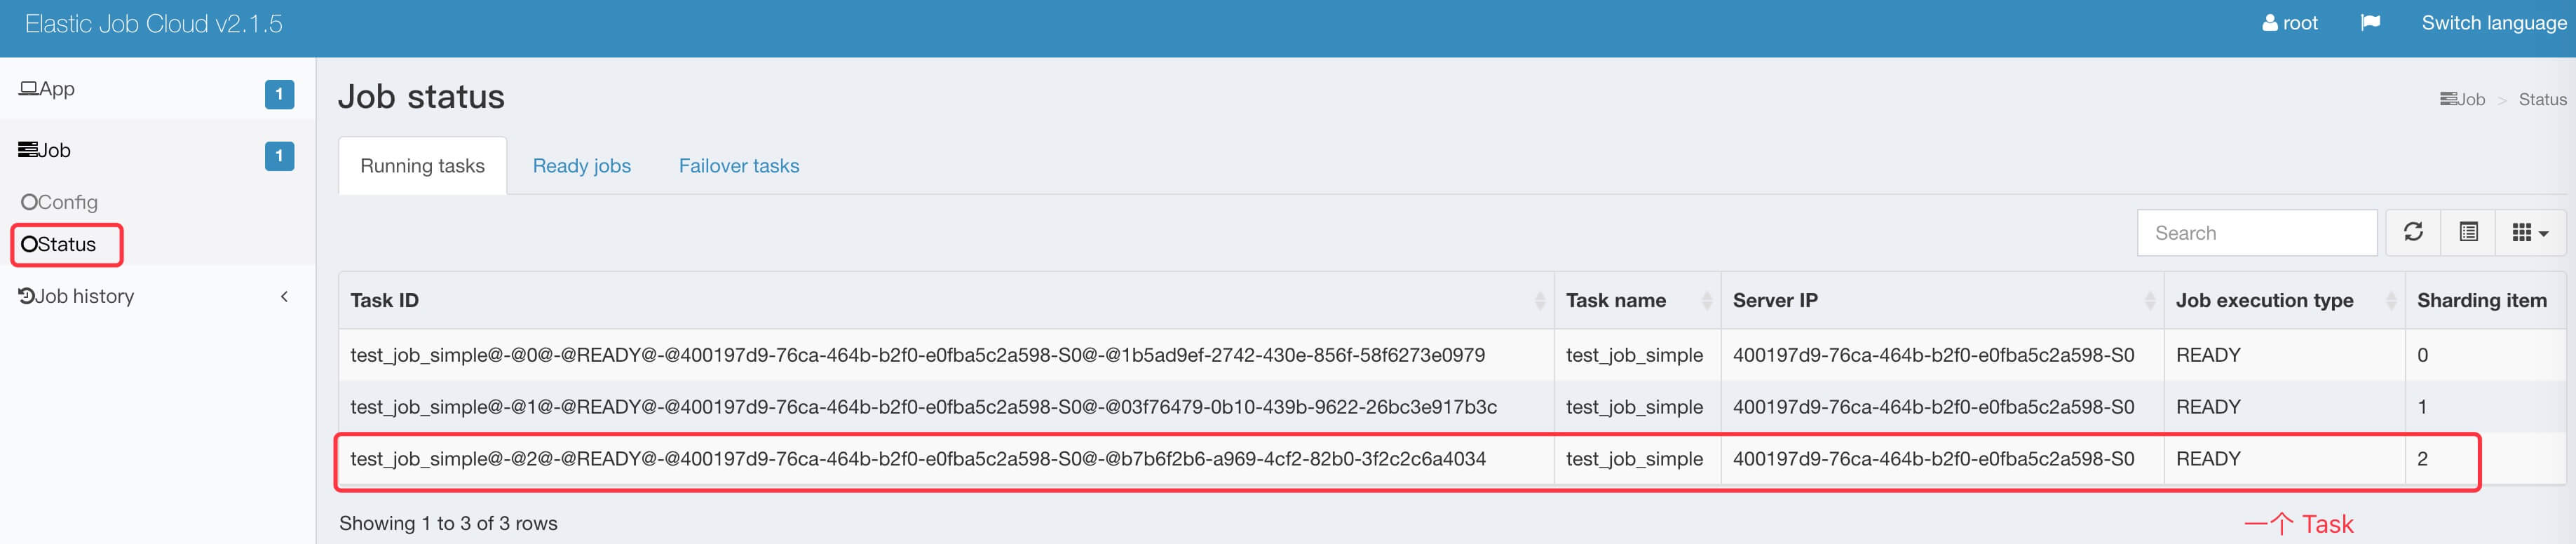 Elastic Job Cloud v2.1.5
root
Switch language
App 1
Job 1
Config
Status
Job history
Job status
Job > Status
Running tasks Ready jobs Failover tasks
Search
Task ID Task name Server IP Job execution type Sharding item
test_job_simple@-@0@-@READY@-@400197d9-76ca-464b-b2f0-e0fba5c2a598-S0@-@1b5ad9ef-2742-430e-856f-58f6273e0979 test_job_simple 400197d9-76ca-464b-b2f0-e0fba5c2a598-S0 READY 0
test_job_simple@-@1@-@READY@-@400197d9-76ca-464b-b2f0-e0fba5c2a598-S0@-@03f76479-0b10-439b-9622-26bc3e917b3c test_job_simple 400197d9-76ca-464b-b2f0-e0fba5c2a598-S0 READY 1
test_job_simple@-@2@-@READY@-@400197d9-76ca-464b-b2f0-e0fba5c2a598-S0@-@b7b6f2b6-a969-4cf2-82b0-3f2c2c6a4034 test_job_simple 400197d9-76ca-464b-b2f0-e0fba5c2a598-S0 READY 2
Showing 1 to 3 of 3 rows
一个 Task